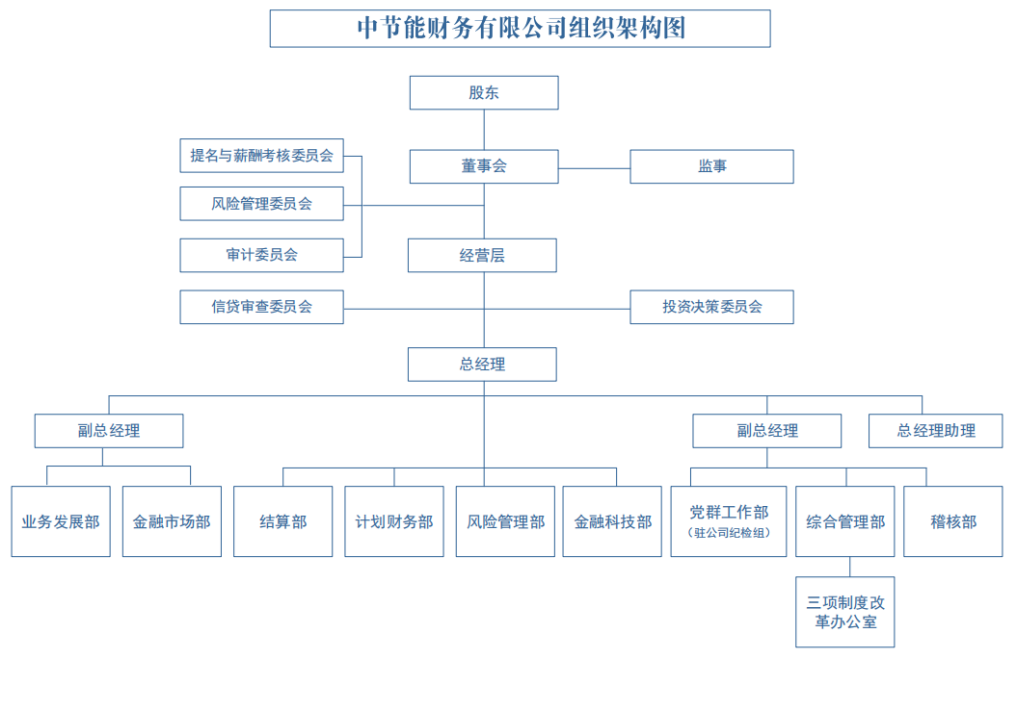 中节能财务有限公司组织架构图
股东
提名与薪酬考核委员会
董事会
监事
风险管理委员会
审计委员会
经营层
信贷审查委员会
投资决策委员会
总经理
副总经理
副总经理
总经理助理
业务发展部
金融市场部
结算部
计划财务部
风险管理部
金融科技部
党群工作部
（驻公司纪检组）
综合管理部
稽核部
三项制度改
革办公室